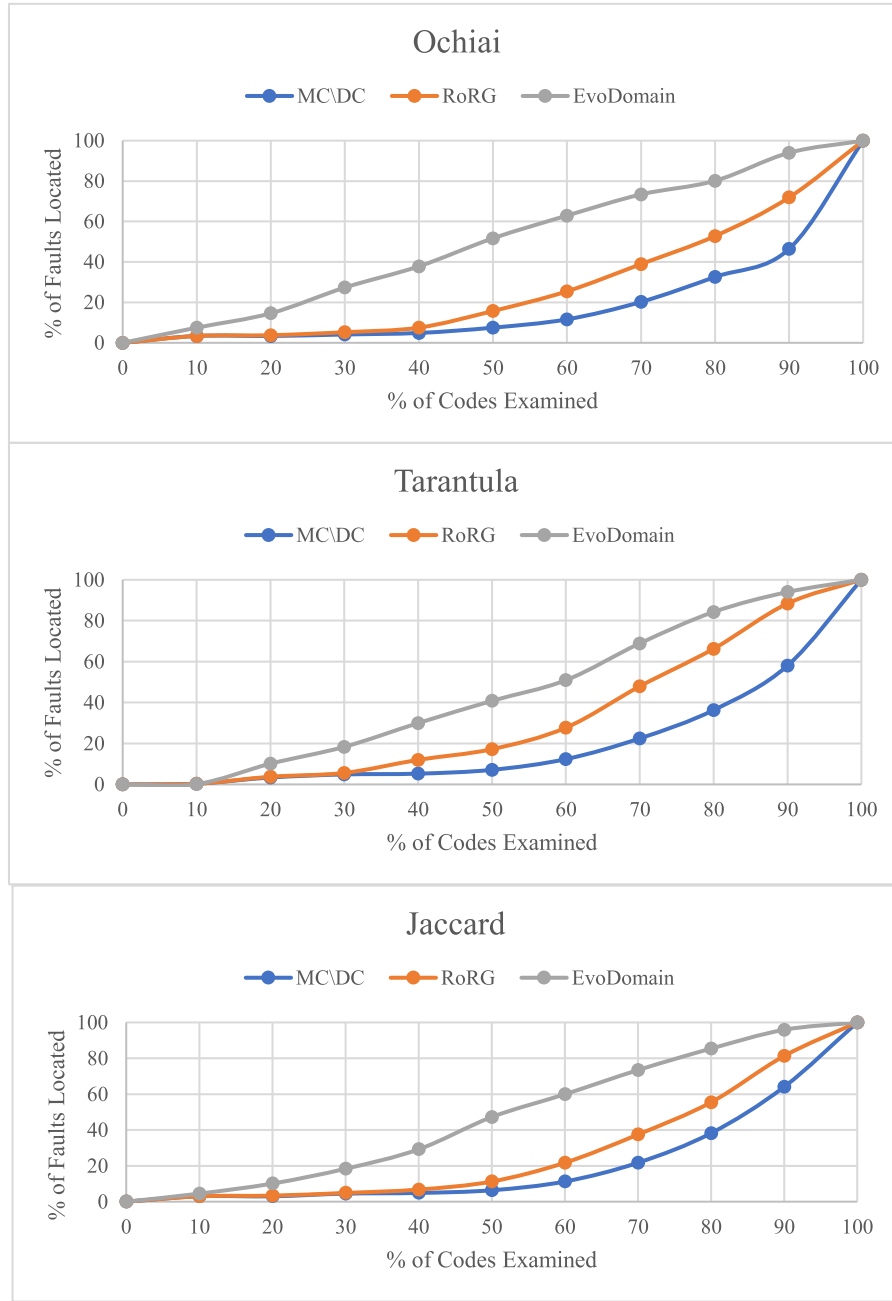 Ochiai
MC\DC RoRG EvoDomain
100
80
60
40
20
0
% of Faults Located
0 10 20 30 40 50 60 70 80 90 100
% of Codes Examined
Tarantula
MC\DC RoRG EvoDomain
100
80
60
40
20
0
% of Faults Located
0 10 20 30 40 50 60 70 80 90 100
% of Codes Examined
Jaccard
MC\DC RoRG EvoDomain
100
80
60
40
20
0
% of Faults Located
0 10 20 30 40 50 60 70 80 90 100
% of Codes Examined